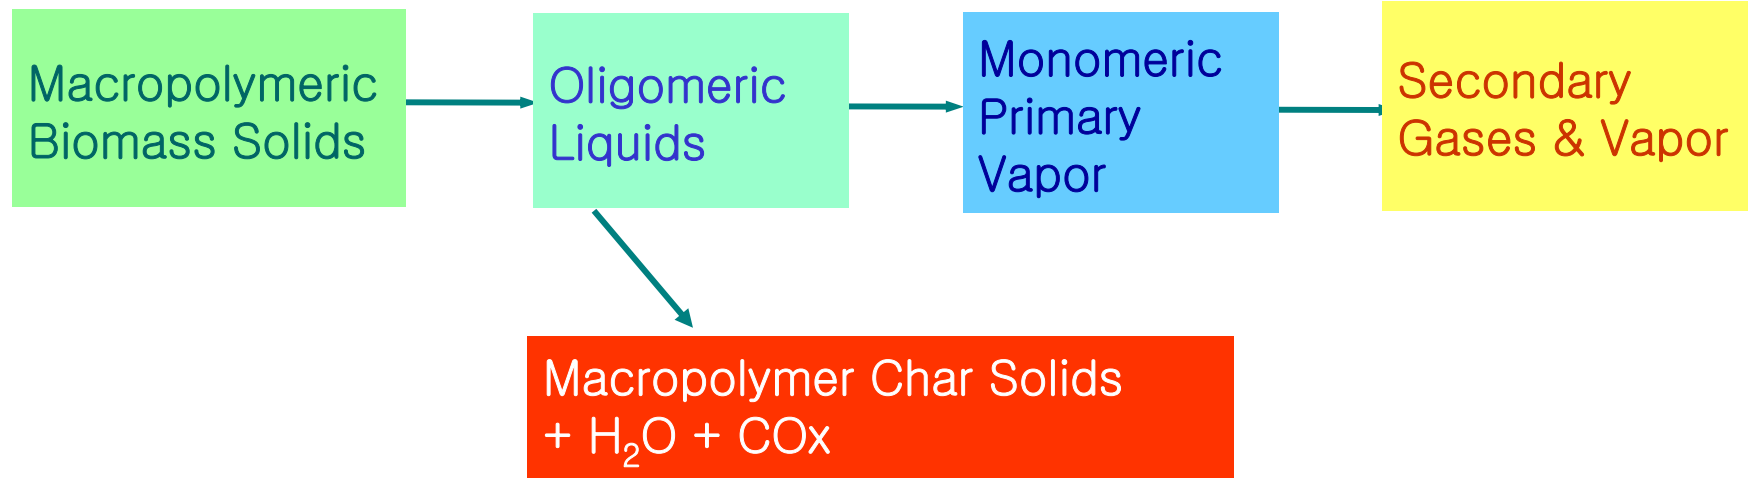 Macropolymeric
Biomass Solids
Oligomeric
Liquids
Monomeric
Primary
Vapor
Secondary
Gases & Vapor
Macropolymer Char Solids
+ H₂O + COx